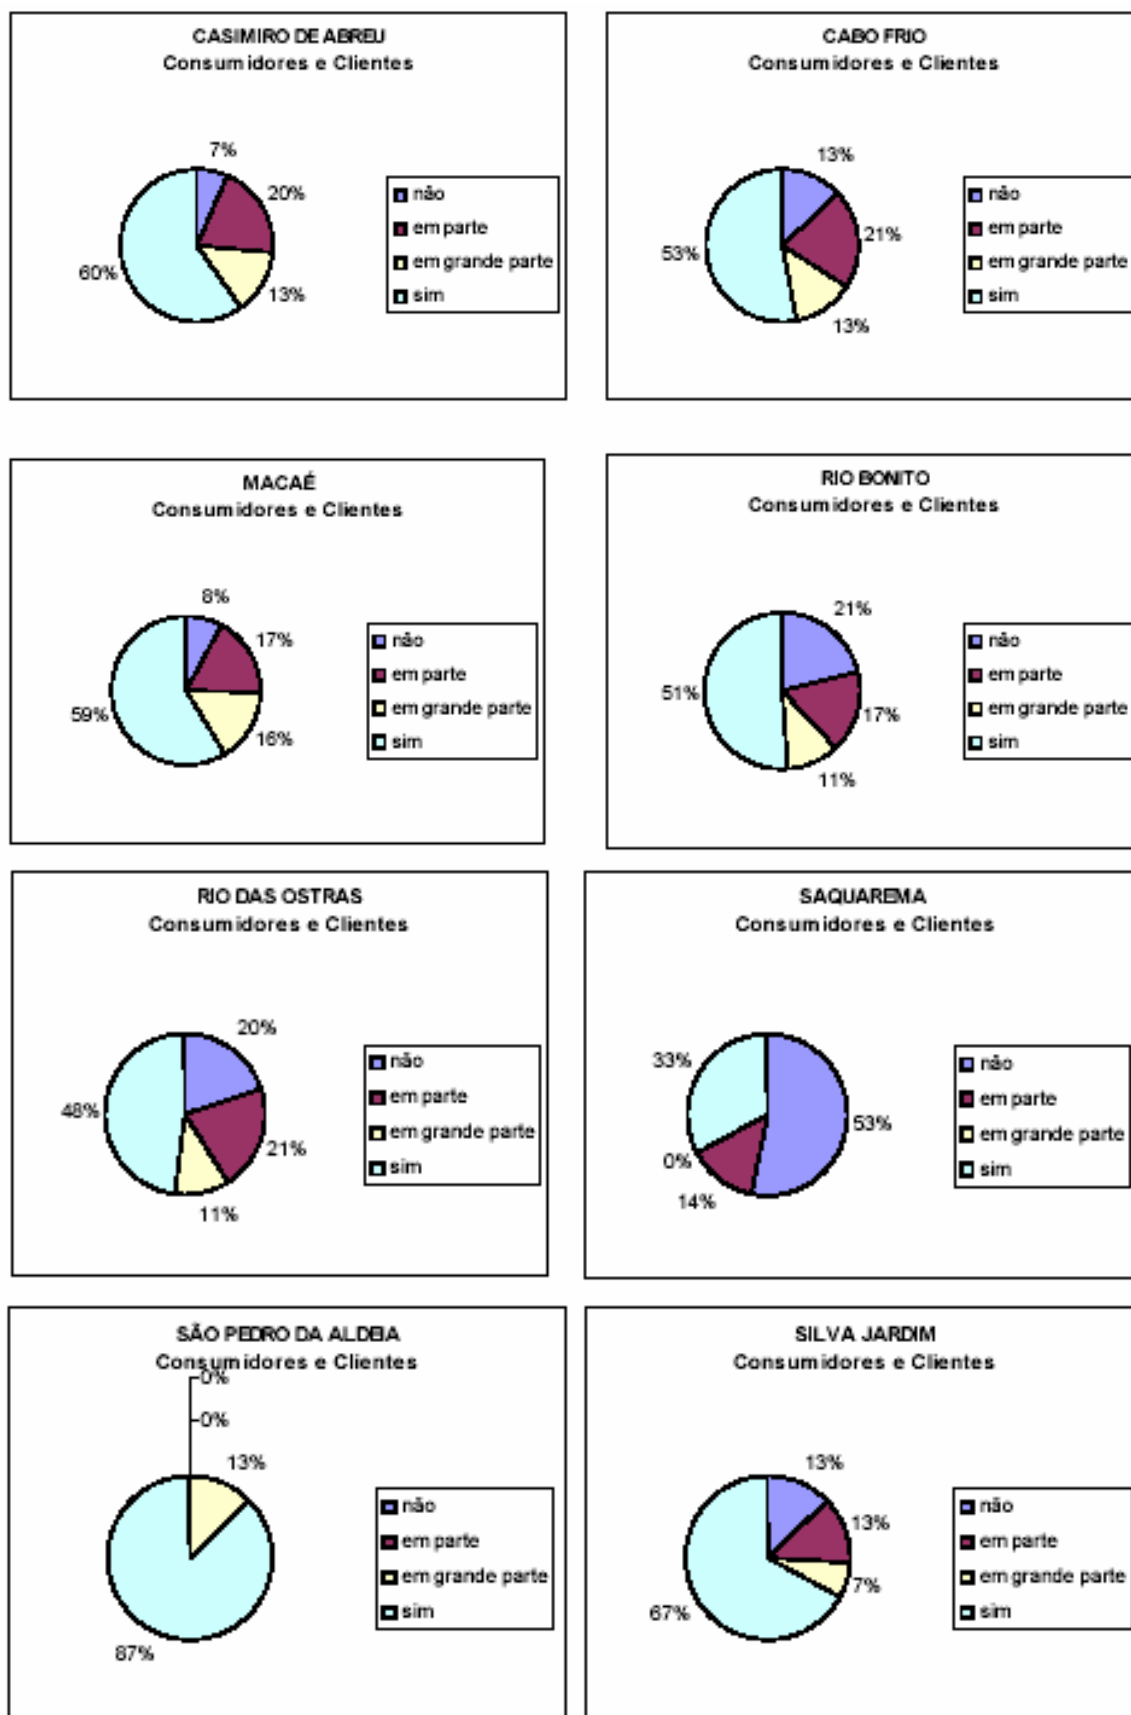 CASIMIRO DE ABREU
Consumidores e Clientes
7%
20%
13%
60%
não
em parte
em grande parte
sim
CABO FRIO
Consumidores e Clientes
13%
21%
13%
53%
não
em parte
em grande parte
sim
MACAÉ
Consumidores e Clientes
8%
17%
16%
59%
não
em parte
em grande parte
sim
RIO BONITO
Consumidores e Clientes
21%
17%
11%
51%
não
em parte
em grande parte
sim
RIO DAS OSTRAS
Consumidores e Clientes
20%
21%
11%
48%
não
em parte
em grande parte
sim
SAQUAREMA
Consumidores e Clientes
33%
53%
0%
14%
não
em parte
em grande parte
sim
SÃO PEDRO DA ALDEIA
Consumidores e Clientes
0%
0%
13%
87%
não
em parte
em grande parte
sim
SILVA JARDIM
Consumidores e Clientes
13%
13%
7%
67%
não
em parte
em grande parte
sim